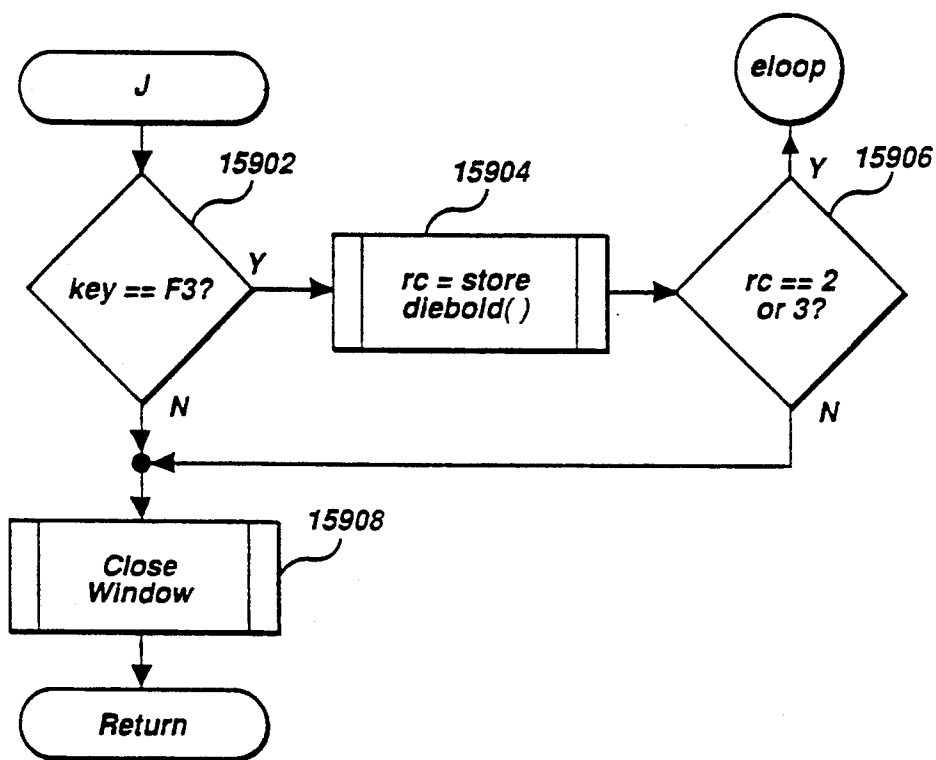 J
eloop
15902
15904
15906
Y
key == F3?
Y
rc = store
diebold( )
rc == 2
or 3?
N
N
15908
Close
Window
Return